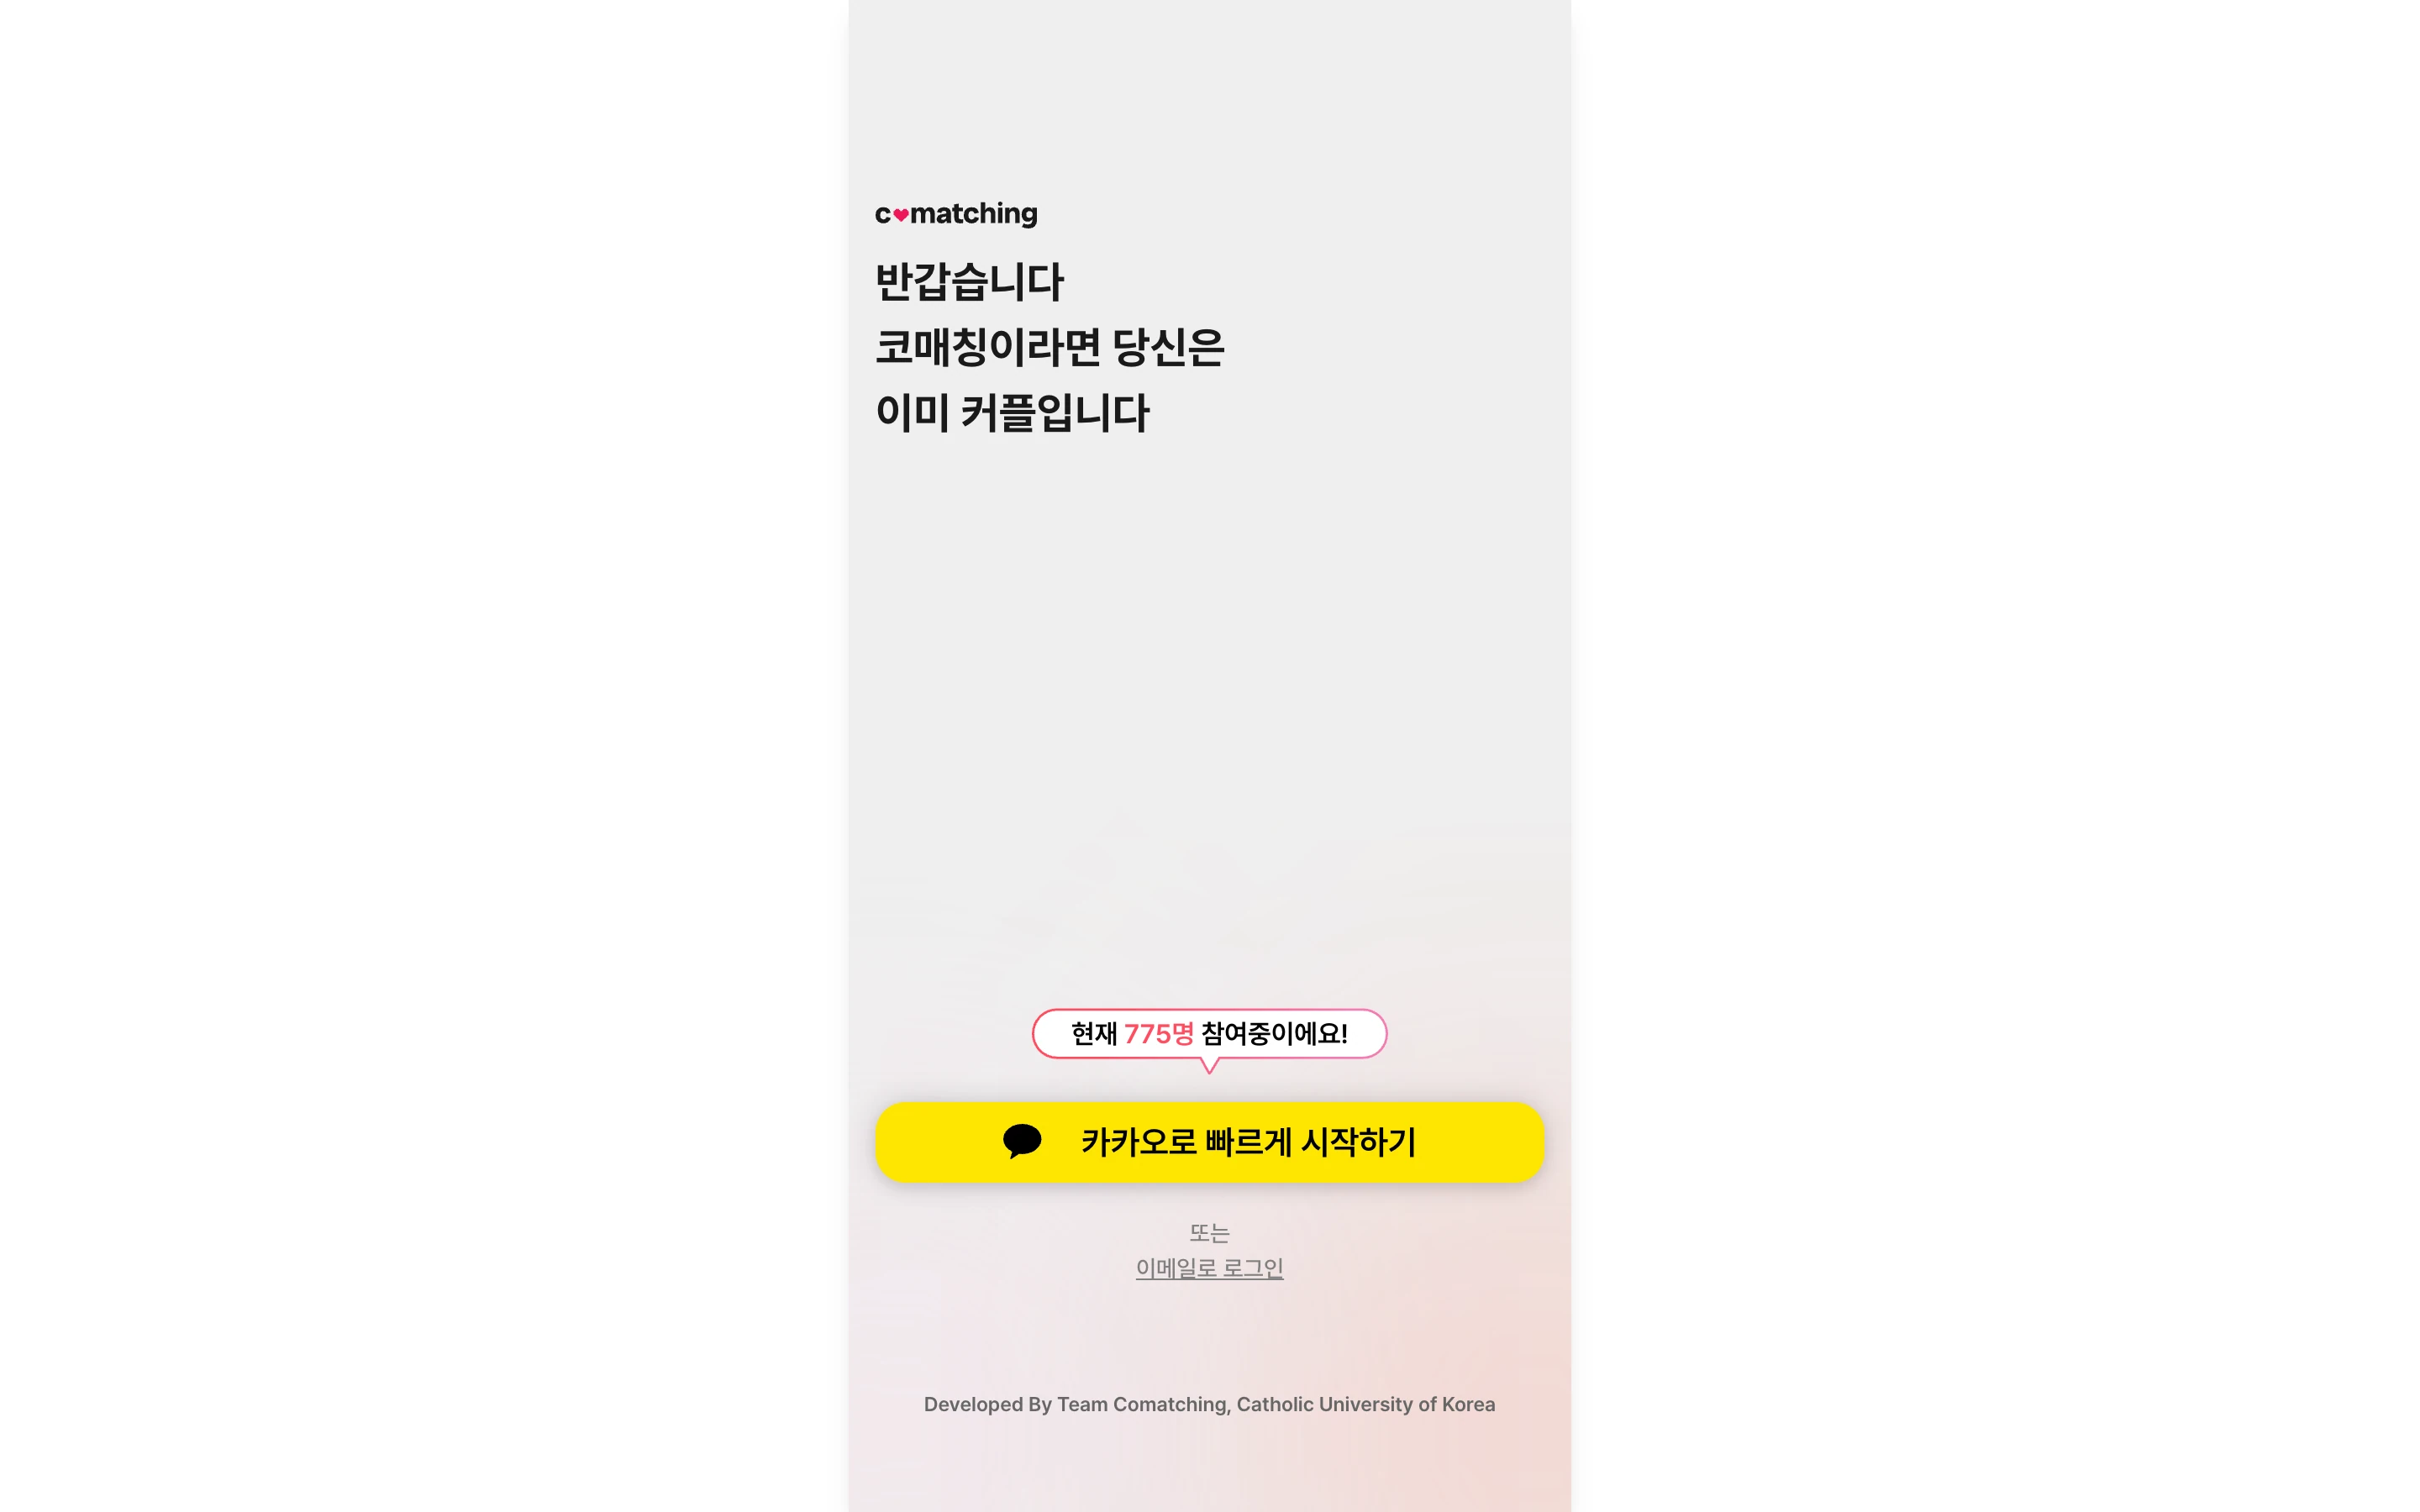 comatching
반갑습니다
코매칭이라면 당신은
이미 커플입니다
현재 775명 참여중이에요!
카카오로 빠르게 시작하기
또는
이메일로 로그인
Developed By Team Comatching, Catholic University of Korea